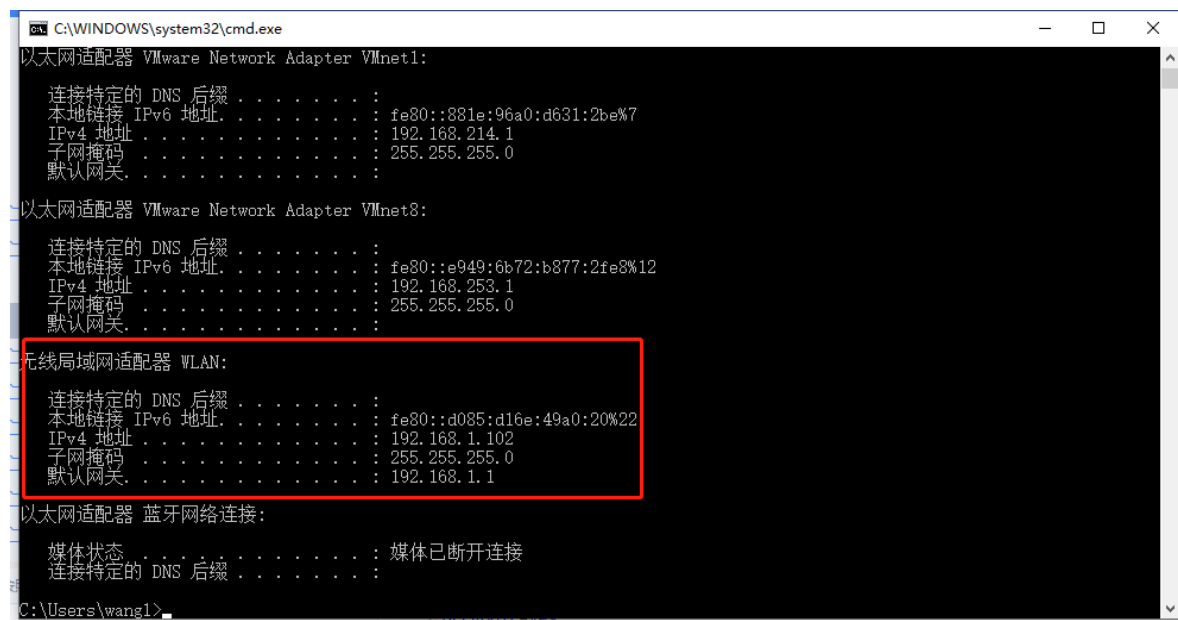 C:\WINDOWS\system32\cmd.exe
以太网适配器 VMware Network Adapter VMnet1:
连接特定的 DNS 后缀 . . . . . . . :
本地链接 IPv6 地址. . . . . . . . : fe80::881e:96a0:d631:2be%7
IPv4 地址 . . . . . . . . . . . . : 192.168.214.1
子网掩码 . . . . . . . . . . . . : 255.255.255.0
默认网关. . . . . . . . . . . . . :
以太网适配器 VMware Network Adapter VMnet8:
连接特定的 DNS 后缀 . . . . . . . :
本地链接 IPv6 地址. . . . . . . . : fe80::e949:6b72:b877:2fe8%12
IPv4 地址 . . . . . . . . . . . . : 192.168.253.1
子网掩码 . . . . . . . . . . . . : 255.255.255.0
默认网关. . . . . . . . . . . . . :
无线局域网适配器 WLAN:
连接特定的 DNS 后缀 . . . . . . . :
本地链接 IPv6 地址. . . . . . . . : fe80::d085:d16e:49a0:20%22
IPv4 地址 . . . . . . . . . . . . : 192.168.1.102
子网掩码 . . . . . . . . . . . . : 255.255.255.0
默认网关. . . . . . . . . . . . . : 192.168.1.1
以太网适配器 蓝牙网络连接:
媒体状态 . . . . . . . . . . . . : 媒体已断开连接
连接特定的 DNS 后缀 . . . . . . . :
C:\Users\wang1>